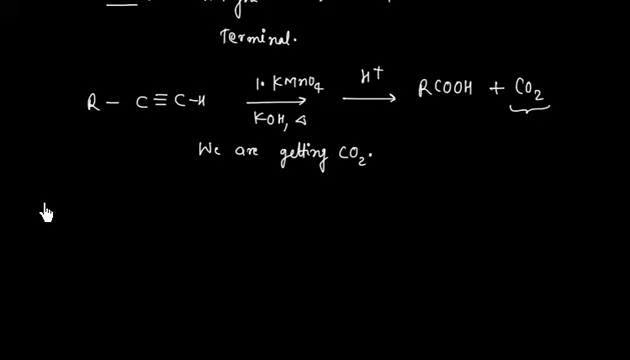 Terminal.
R - C ≡ C - H 1. KMnO4 KOH, Δ H+ RCOOH + CO2
We are getting CO2.